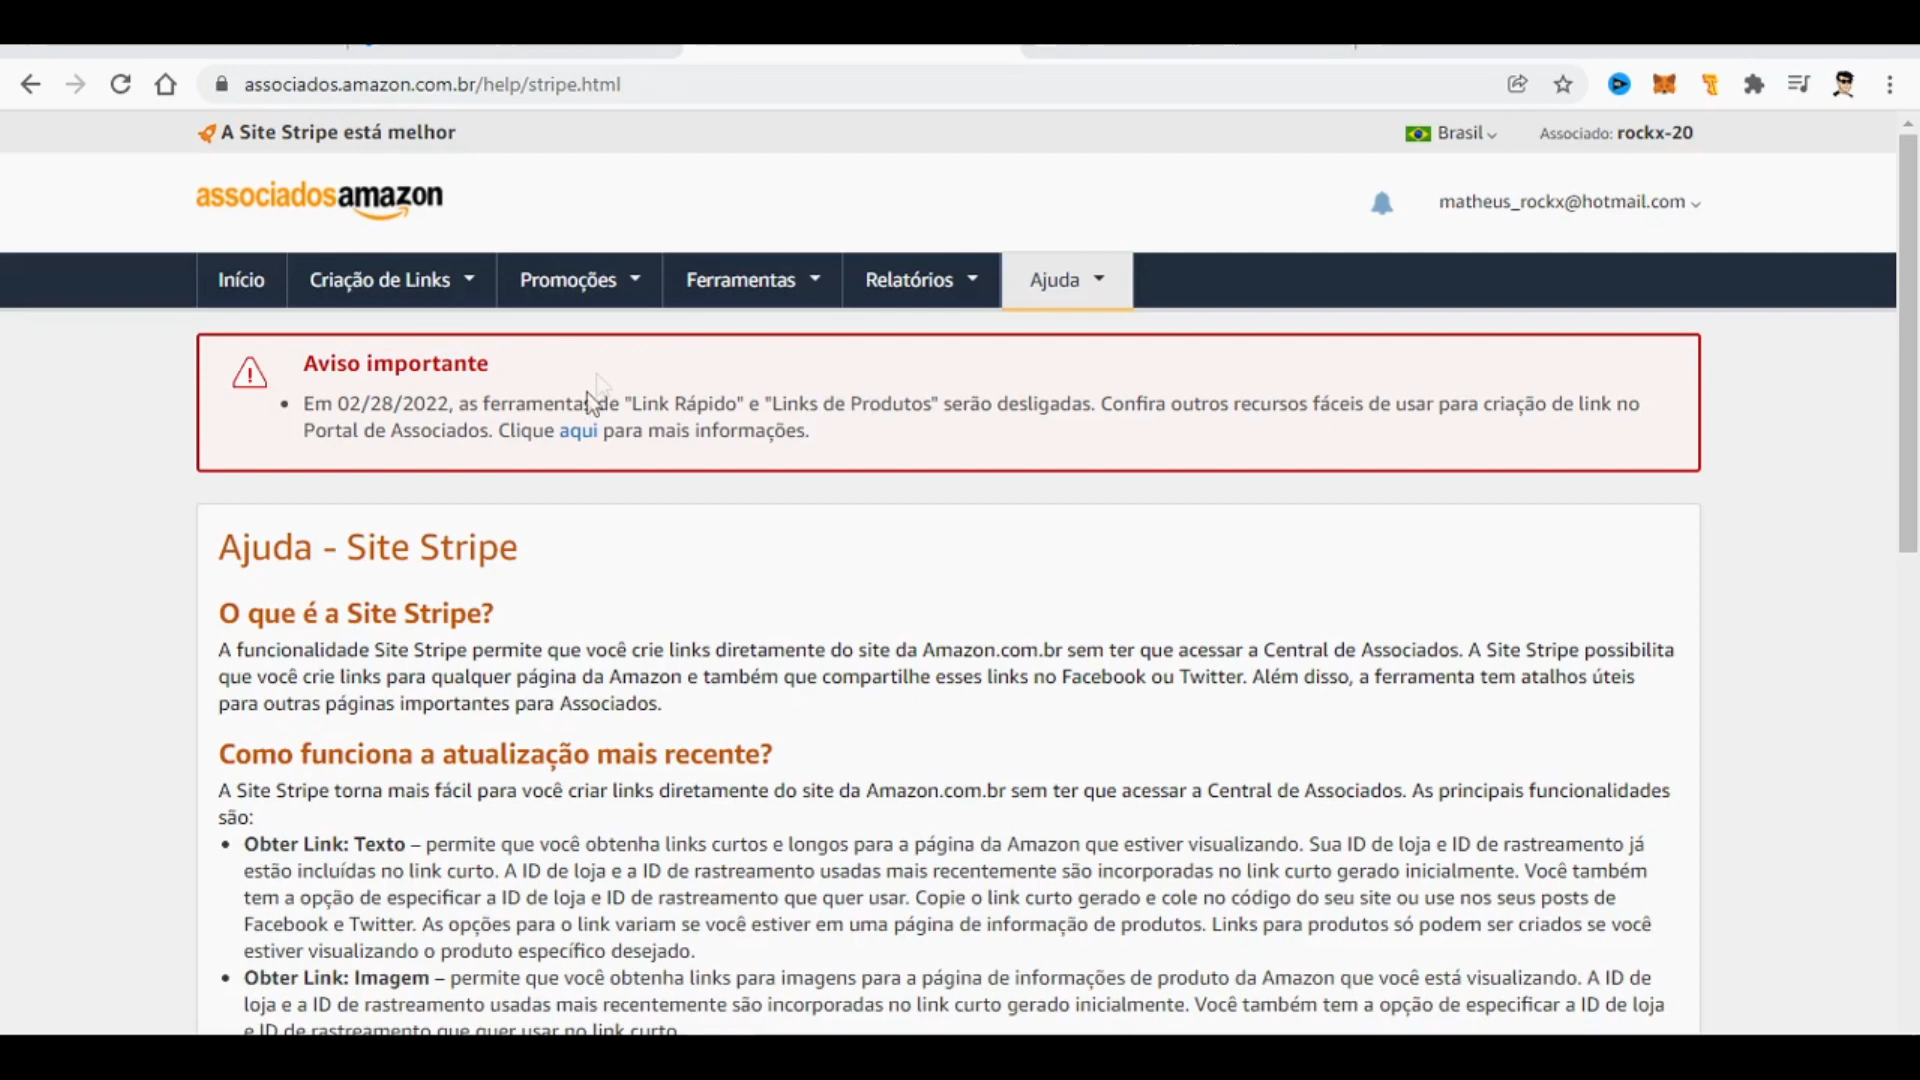 associados.amazon.com.br/help/stripe.html
A Site Stripe está melhor
Brasil
Associado: rockx-20
associadosamazon
matheus_rockx@hotmail.com
Início
Criação de Links
Promoções
Ferramentas
Relatórios
Ajuda
Aviso importante
• Em 02/28/2022, as ferramentas de "Link Rápido" e "Links de Produtos" serão desligadas. Confira outros recursos fáceis de usar para criação de link no
Portal de Associados. Clique aqui para mais informações.
Ajuda - Site Stripe
O que é a Site Stripe?
A funcionalidade Site Stripe permite que você crie links diretamente do site da Amazon.com.br sem ter que acessar a Central de Associados. A Site Stripe possibilita
que você crie links para qualquer página da Amazon e também que compartilhe esses links no Facebook ou Twitter. Além disso, a ferramenta tem atalhos úteis
para outras páginas importantes para Associados.
Como funciona a atualização mais recente?
A Site Stripe torna mais fácil para você criar links diretamente do site da Amazon.com.br sem ter que acessar a Central de Associados. As principais funcionalidades
são:
• Obter Link: Texto – permite que você obtenha links curtos e longos para a página da Amazon que estiver visualizando. Sua ID de loja e ID de rastreamento já
estão incluídas no link curto. A ID de loja e a ID de rastreamento usadas mais recentemente são incorporadas no link curto gerado inicialmente. Você também
tem a opção de especificar a ID de loja e ID de rastreamento que quer usar. Copie o link curto gerado e cole no código do seu site ou use nos seus posts de
Facebook e Twitter. As opções para o link variam se você estiver em uma página de informação de produtos. Links para produtos só podem ser criados se você
estiver visualizando o produto específico desejado.
• Obter Link: Imagem – permite que você obtenha links para imagens para a página de informações de produto da Amazon que você está visualizando. A ID de
loja e a ID de rastreamento usadas mais recentemente são incorporadas no link curto gerado inicialmente. Você também tem a opção de especificar a ID de loja
e ID de rastreamento que quer usar no link curto.